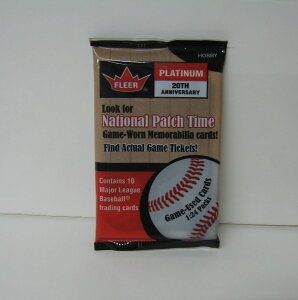 HOBBY
FLEER
PLATINUM
20TH
ANNIVERSARY
Look for
National Patch Time
Game-Worn Memorabilia cards!
Find Actual Game Tickets!
Contains 10
Major League
Baseball®
trading cards
Game-Used Cards
1:24 Packs